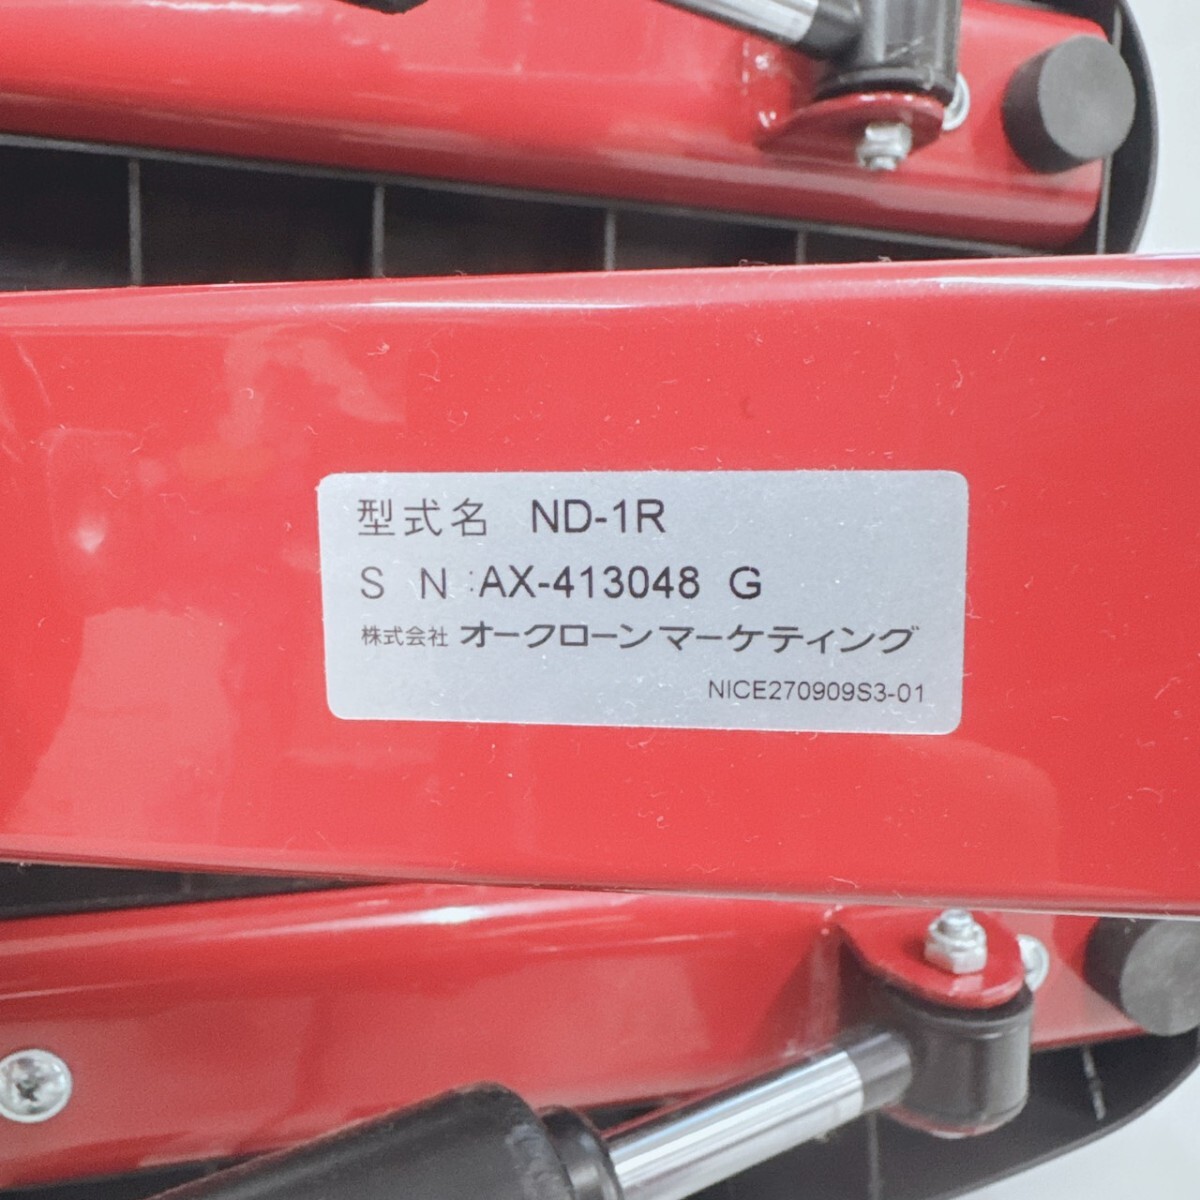 型式名 ND-1R
S N :AX-413048 G
株式会社 オークローンマーケティング
NICE270909S3-01